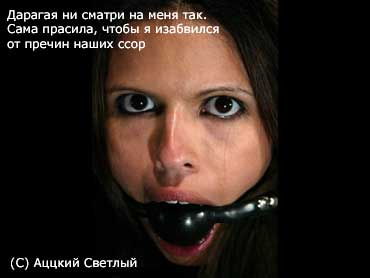 Дарагая ни сматри на меня так.
Сама прасила, чтобы я изабвился
от пречин наших ссор
(С) Аццкий Светлый